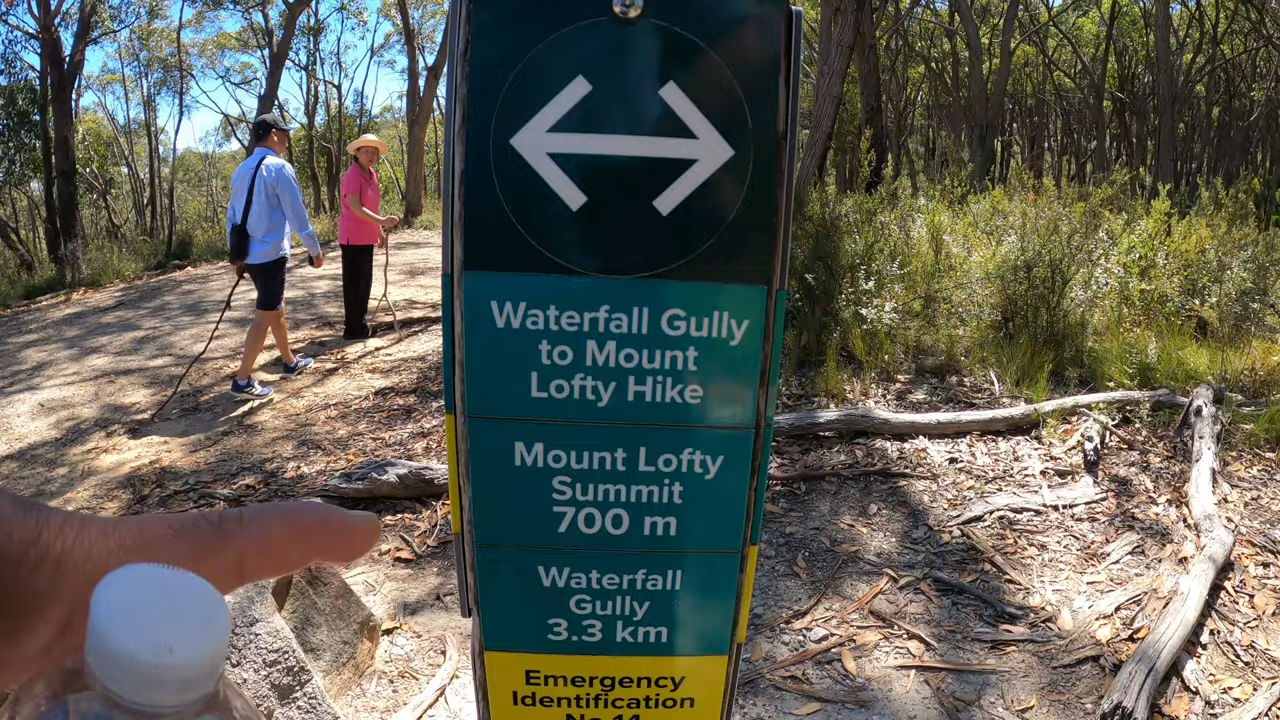 Waterfall Gully
to Mount
Lofty Hike
Mount Lofty
Summit
700 m
Waterfall
Gully
3.3 km
Emergency
Identification